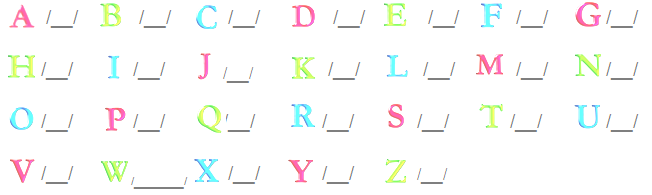 A /__/ B /__/ C /__/ D /__/ E /__/ F /__/ G /__/
H /__/ I /__/ J /__/ K /__/ L /__/ M /__/ N /__/
O /__/ P /__/ Q /__/ R /__/ S /__/ T /__/ U /__/
V /__/ W /______/ X /__/ Y /__/ Z /__/